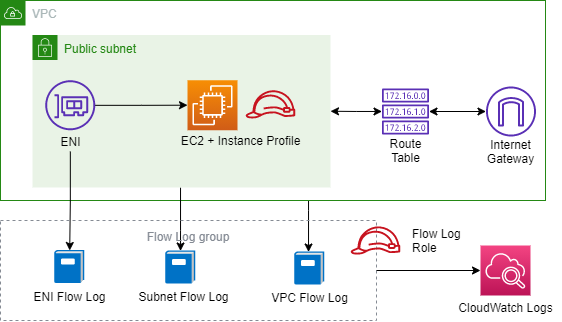 VPC
Public subnet
ENI
EC2 + Instance Profile
172.16.0.0
172.16.1.0
172.16.2.0
Route
Table
Internet
Gateway
Flow Log group
Flow Log
Role
ENI Flow Log
Subnet Flow Log
VPC Flow Log
CloudWatch Logs